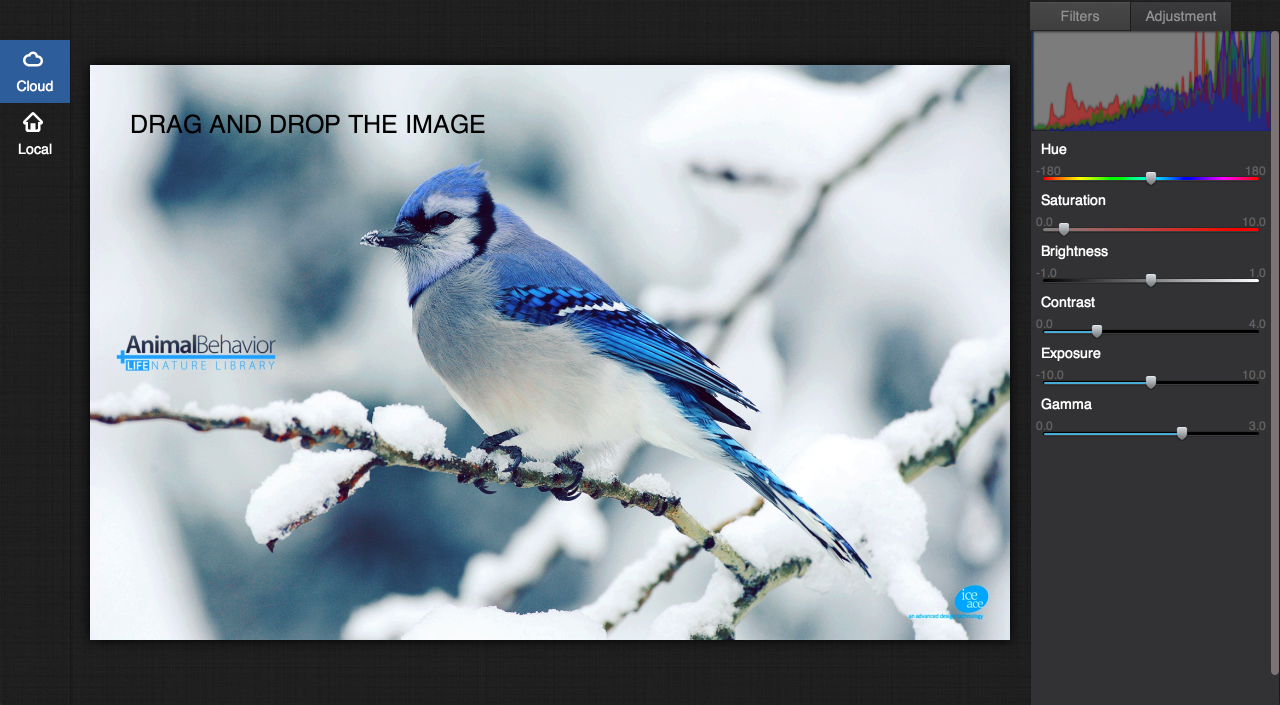 Filters
Adjustment
Cloud
Local
DRAG AND DROP THE IMAGE
AnimalBehavior
LIFE NATURE LIBRARY
ice
ace
an advanced design technology
Hue
-180 180
Saturation
0.0 10.0
Brightness
-1.0 1.0
Contrast
0.0 4.0
Exposure
-10.0 10.0
Gamma
0.0 3.0